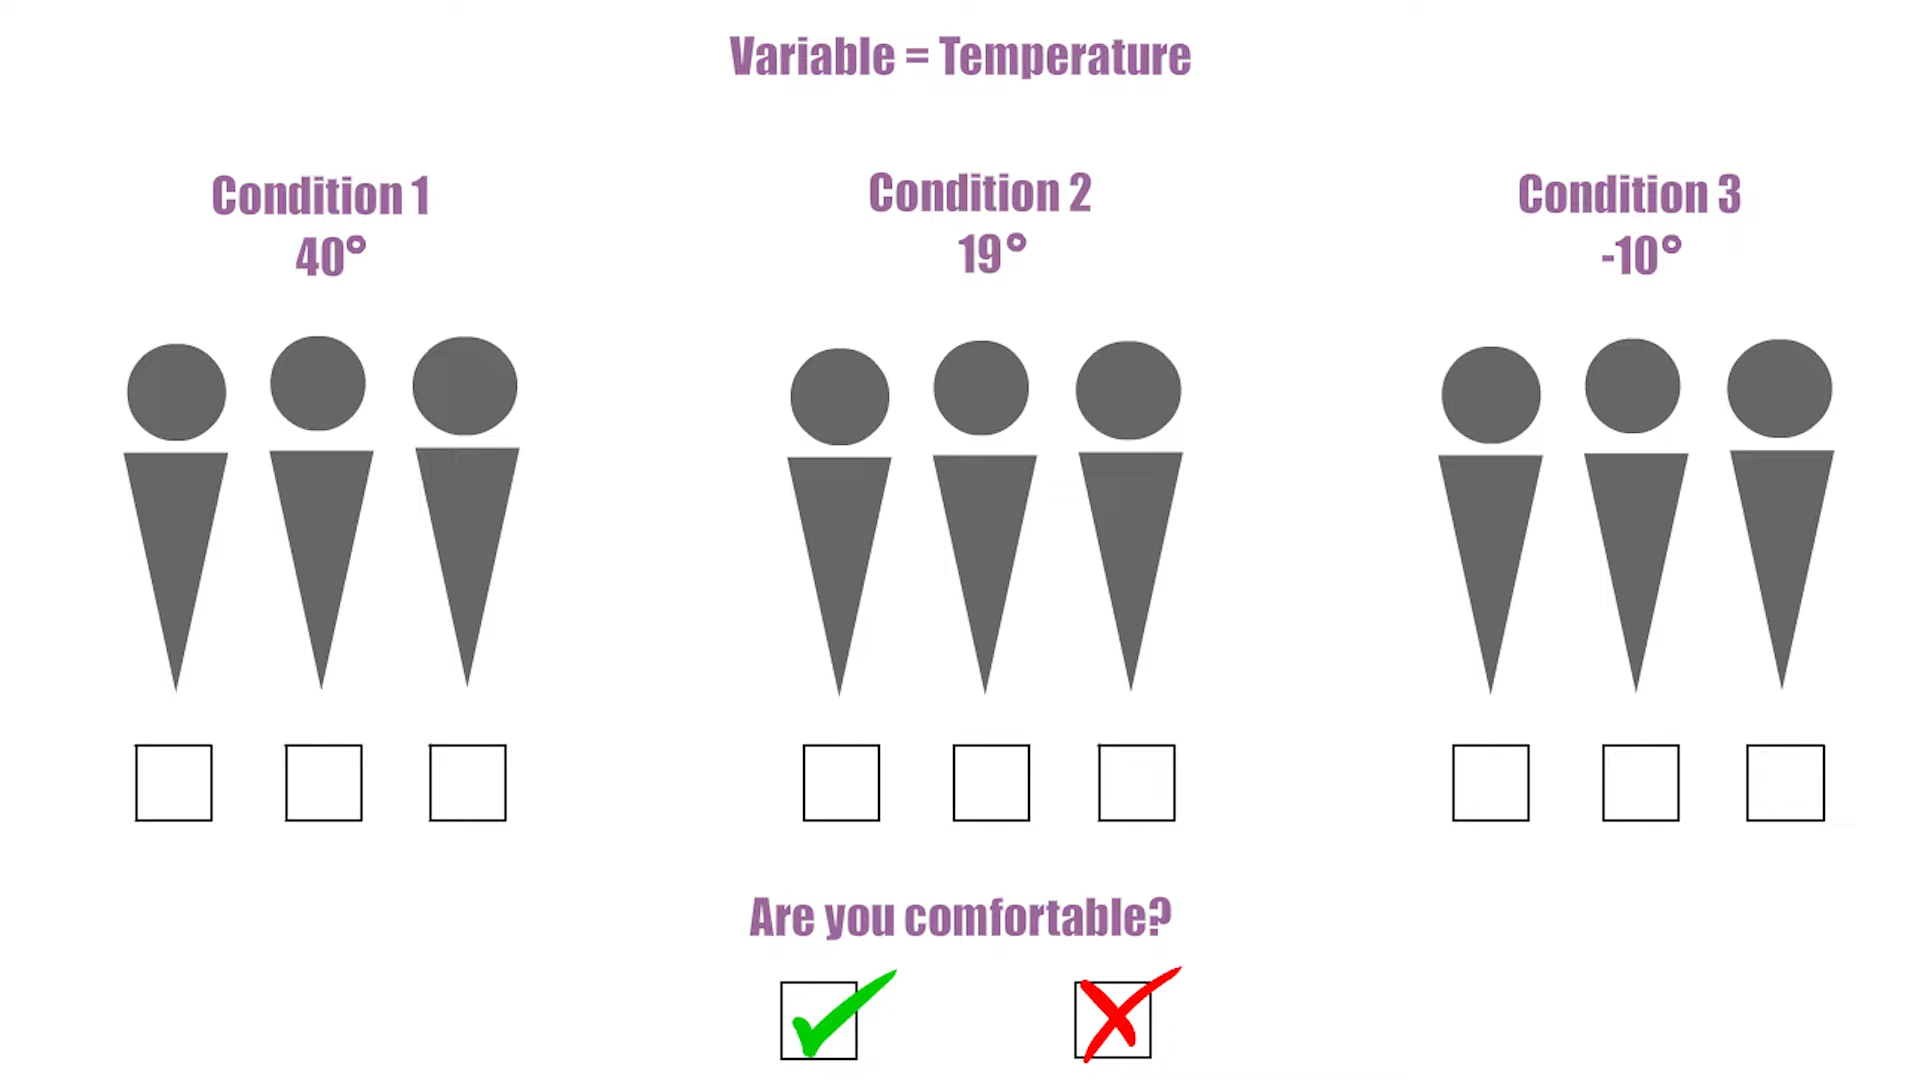 Variable = Temperature
Condition 1
40°
Condition 2
19°
Condition 3
-10°
Are you comfortable?